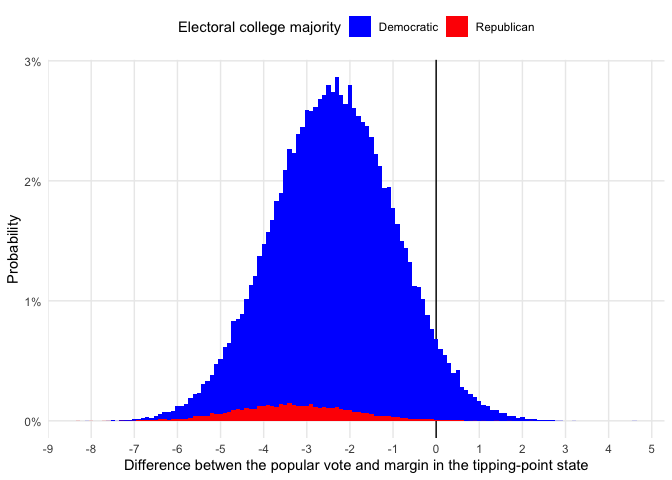 Electoral college majority Democratic Republican
3%
2%
1%
0%
Probability
-9 -8 -7 -6 -5 -4 -3 -2 -1 0 1 2 3 4 5
Difference betwen the popular vote and margin in the tipping-point state